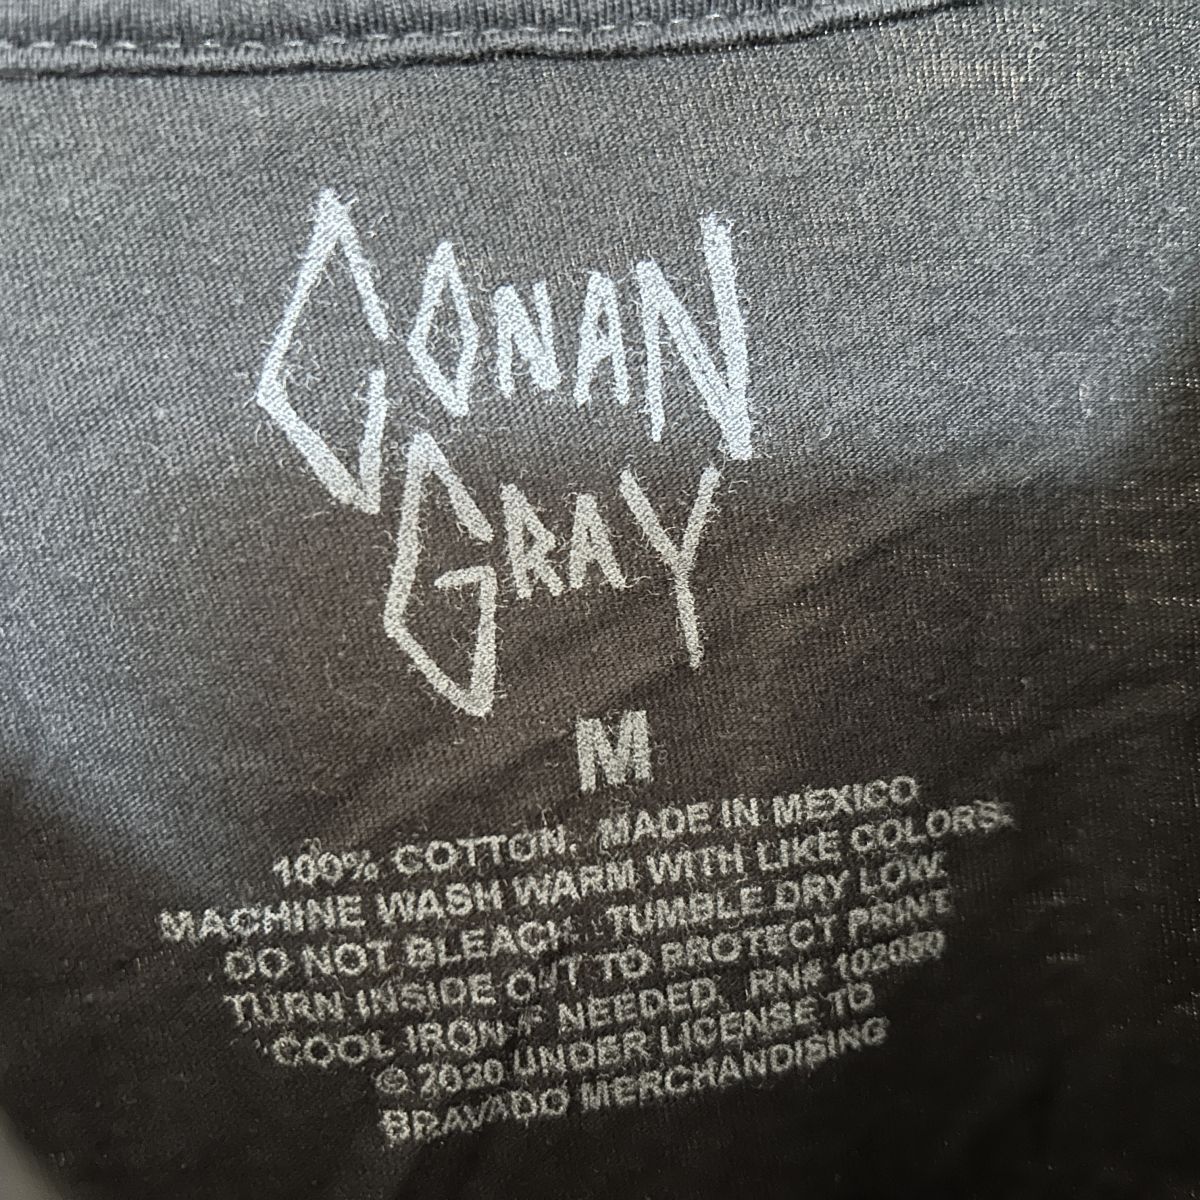 CONAN
GRAY
M
100% COTTON. MADE IN MEXICO
MACHINE WASH WARM WITH LIKE COLORS.
DO NOT BLEACH. TUMBLE DRY LOW.
TURN INSIDE OUT TO PROTECT PRINT
COOL IRON IF NEEDED. RN#
© 2020 UNDER LICENSE TO
BRAVADO MERCHANDISING